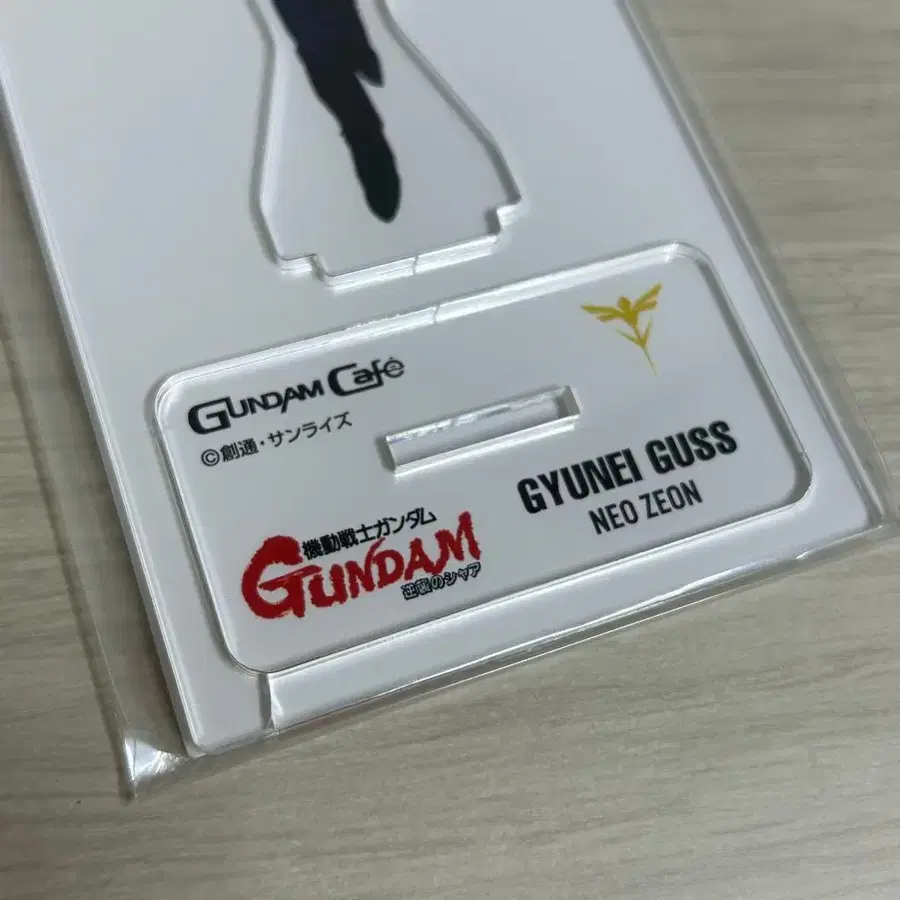 GUNDAM Café
©創通・サンライズ
GYUNEI GUSS
NEO ZEON
機動戦士ガンダム
GUNDAM
逆襲のシャア